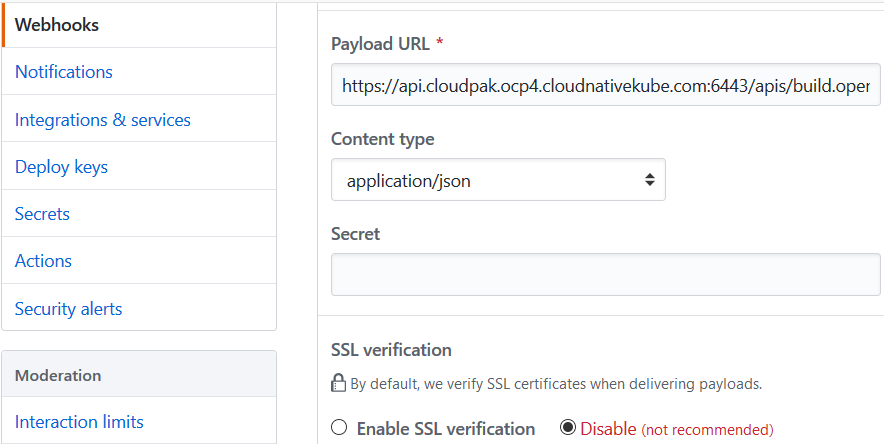 Webhooks
Notifications
Integrations & services
Deploy keys
Secrets
Actions
Security alerts
Moderation
Interaction limits
Payload URL *
https://api.cloudpak.ocp4.cloudnativekube.com:6443/apis/build.oper
Content type
application/json
Secret
SSL verification
By default, we verify SSL certificates when delivering payloads.
Enable SSL verification Disable (not recommended)